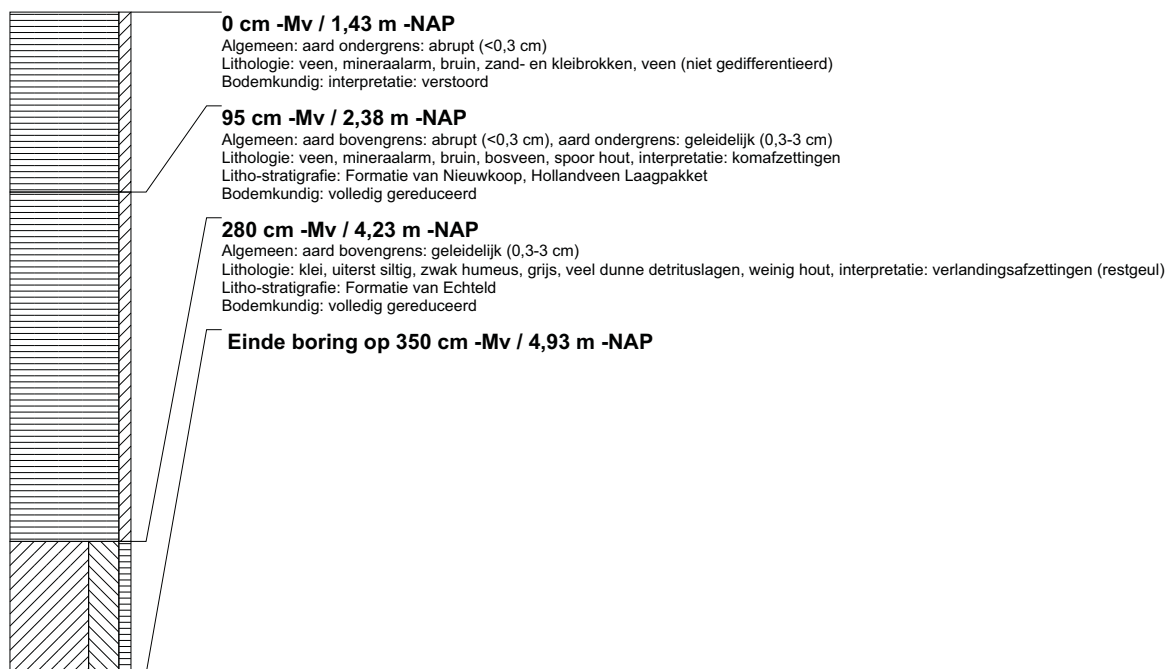 0 cm -Mv / 1,43 m -NAP
Algemeen: aard ondergrens: abrupt (<0,3 cm)
Lithologie: veen, mineraalarm, bruin, zand- en kleibrokken, veen (niet gedifferentieerd)
Bodemkundig: interpretatie: verstoord
95 cm -Mv / 2,38 m -NAP
Algemeen: aard bovengrens: abrupt (<0,3 cm), aard ondergrens: geleidelijk (0,3-3 cm)
Lithologie: veen, mineraalarm, bruin, bosveen, spoor hout, interpretatie: komafzettingen
Litho-stratigrafie: Formatie van Nieuwkoop, Hollandveen Laagpakket
Bodemkundig: volledig gereduceerd
280 cm -Mv / 4,23 m -NAP
Algemeen: aard bovengrens: geleidelijk (0,3-3 cm)
Lithologie: klei, uiterst siltig, zwak humeus, grijs, veel dunne detrituslagen, weinig hout, interpretatie: verlandingsafzettingen (restgeul)
Litho-stratigrafie: Formatie van Echteld
Bodemkundig: volledig gereduceerd
Einde boring op 350 cm -Mv / 4,93 m -NAP